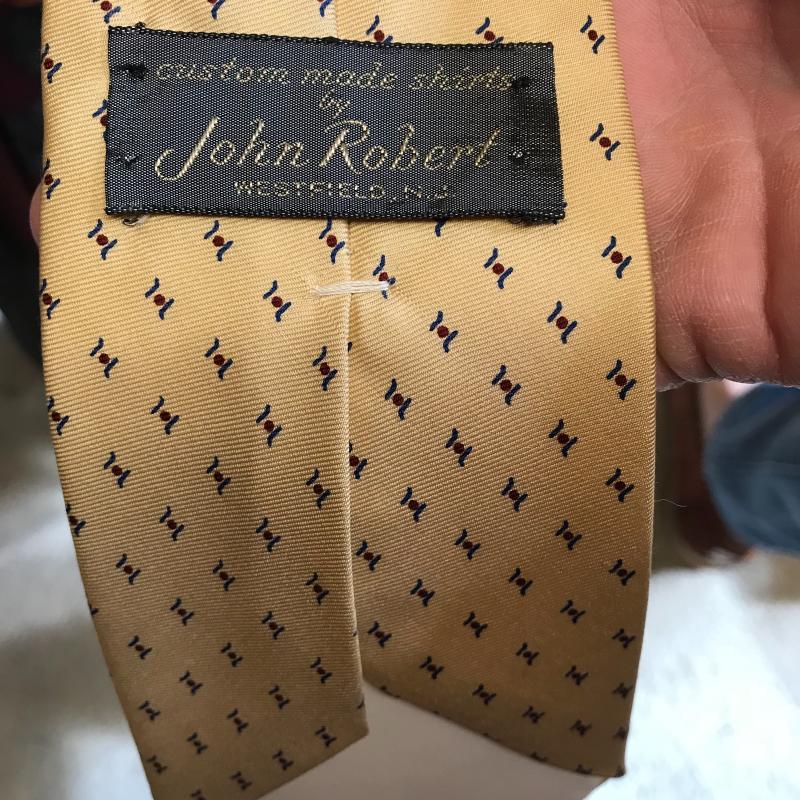 custom made shirts
by
John Robert
WESTFIELD, N.J.